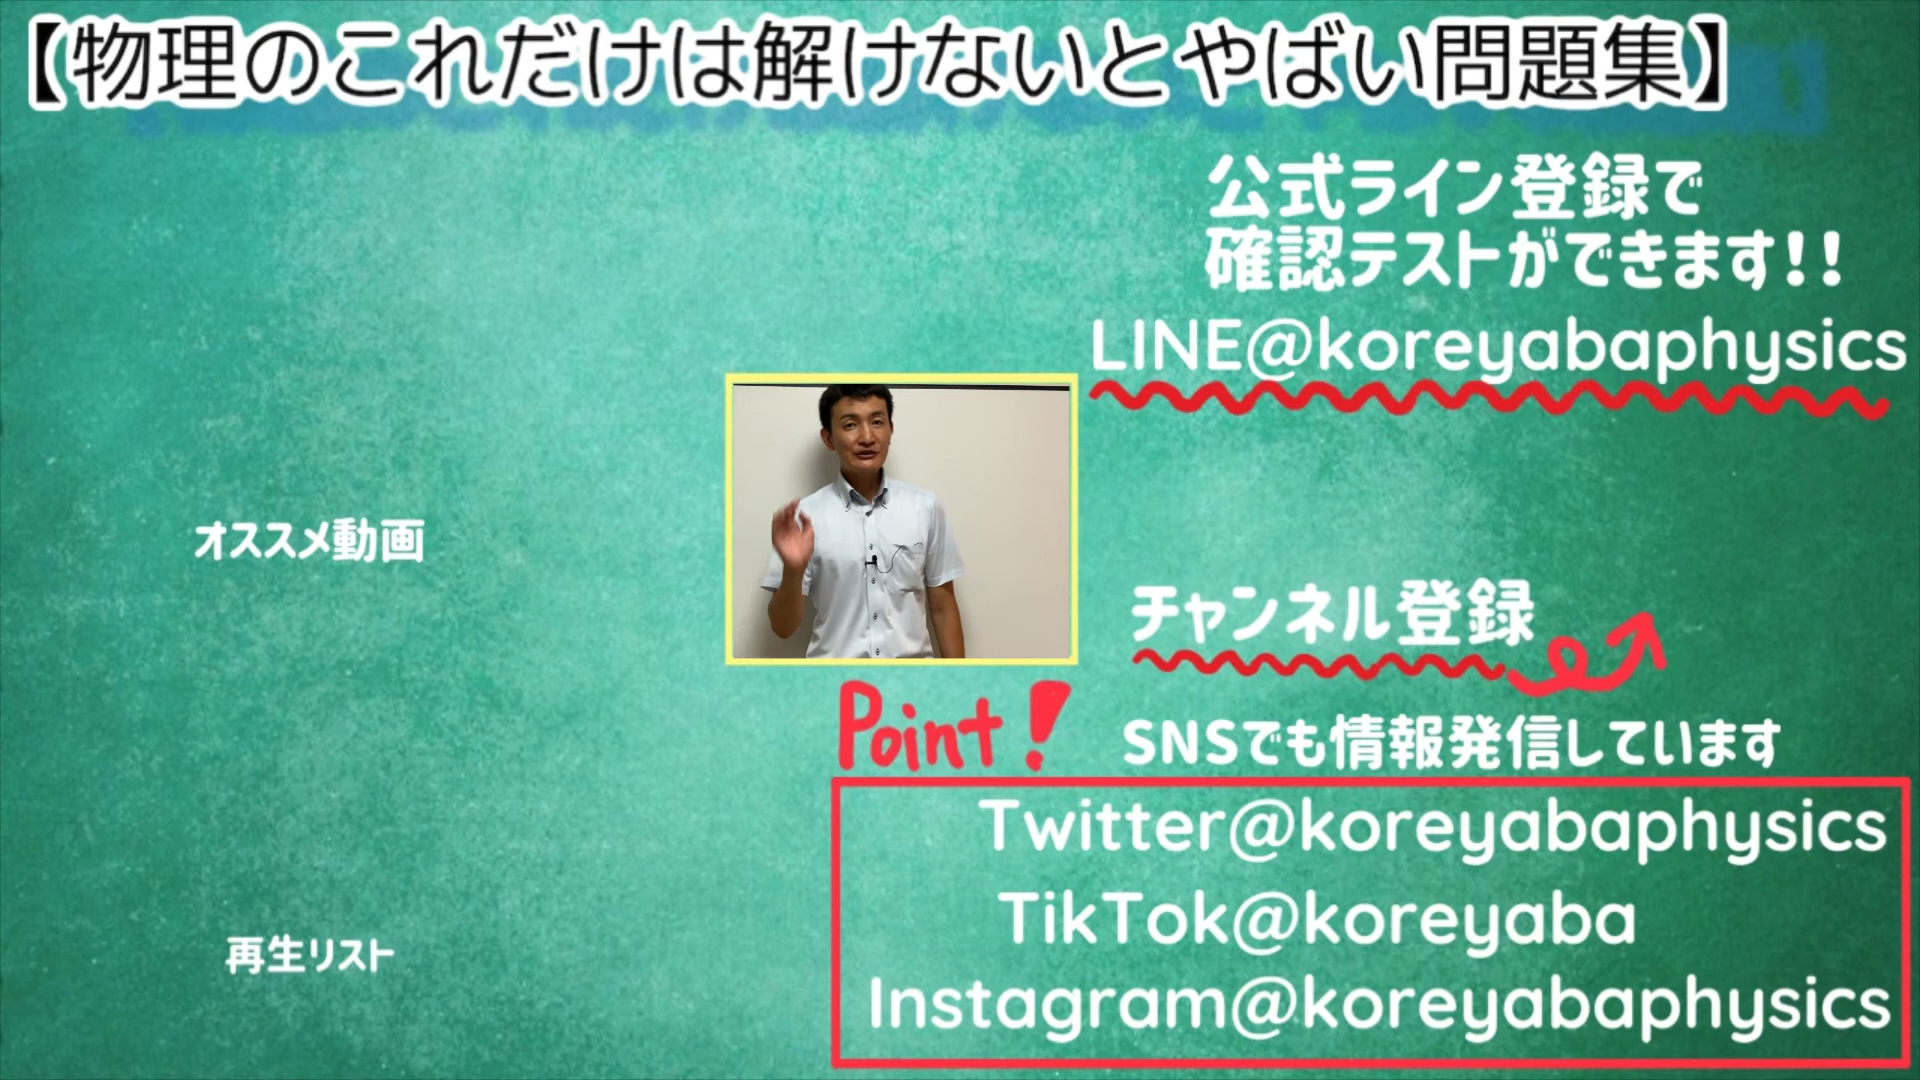 【物理のこれだけは解けないとやばい問題集】
公式ライン登録で
確認テストができます!!
LINE@koreyabaphysics
オススメ動画
チャンネル登録
Point!
SNSでも情報発信しています
Twitter@koreyabaphysics
TikTok@koreyaba
再生リスト
Instagram@koreyabaphysics